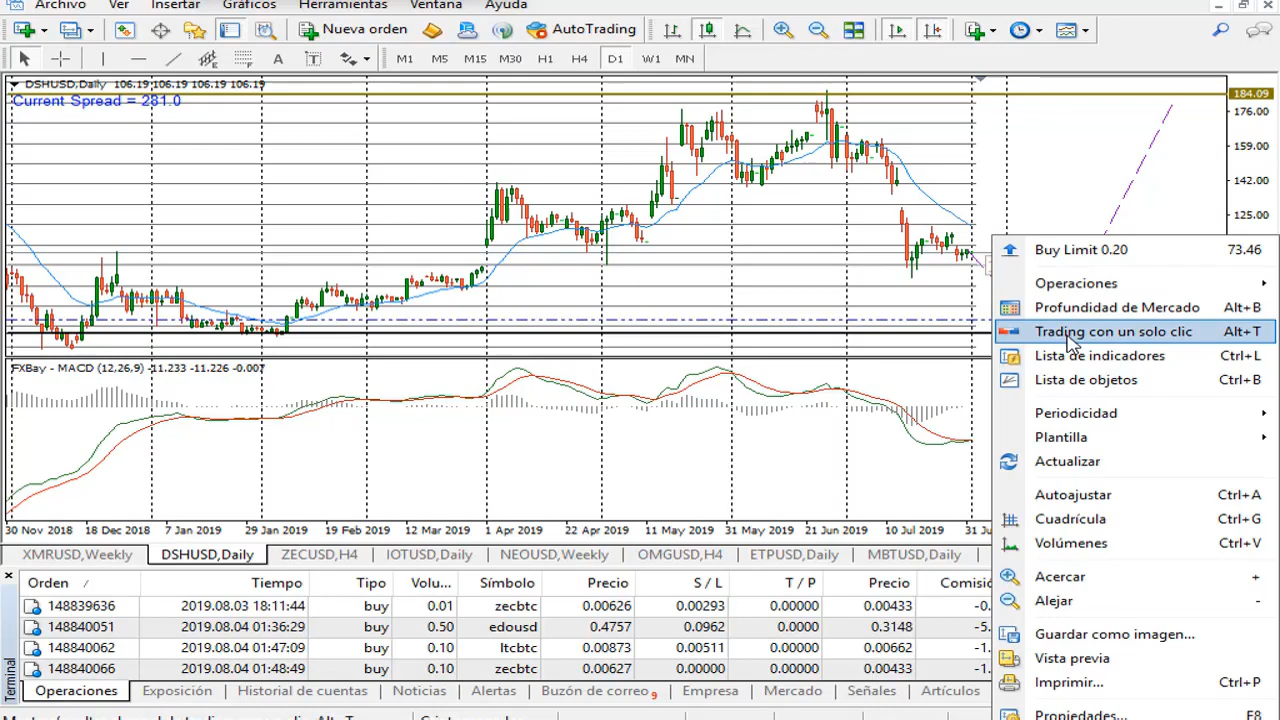 Archivo Ver Insertar Gráficos Herramientas Ventana Ayuda
Nueva orden AutoTrading
A T M1 M5 M15 M30 H1 H4 D1 W1 MN
DSHUSD,Daily 106.19 106.19 106.19 106.19
Current Spread = 281.0
184.09
176.00
159.00
142.00
125.00
Buy Limit 0.20 73.46
Operaciones
Profundidad de Mercado Alt+B
Trading con un solo clic Alt+T
Lista de indicadores Ctrl+L
Lista de objetos Ctrl+B
Periodicidad
Plantilla
Actualizar
Autoajustar Ctrl+A
Cuadrícula Ctrl+G
Volúmenes Ctrl+V
Acercar +
Alejar -
Guardar como imagen...
Vista previa
Imprimir... Ctrl+P
Propiedades... F8
FXBay - MACD (12,26,9) -11.233 -11.226 -0.007
30 Nov 2018 18 Dec 2018 7 Jan 2019 29 Jan 2019 19 Feb 2019 12 Mar 2019 1 Apr 2019 22 Apr 2019 11 May 2019 31 May 2019 21 Jun 2019 10 Jul 2019 31 Ju
XMRUSD,Weekly DSHUSD,Daily ZECUSD,H4 IOTUSD,Daily NEOUSD,Weekly OMGUSD,H4 ETPUSD,Daily MBTUSD,Daily
Orden / Tiempo Tipo Volu... Símbolo Precio S / L T / P Precio Comisió
148839636 2019.08.03 18:11:44 buy 0.01 zecbtc 0.00626 0.00293 0.00000 0.00433 -0.
148840051 2019.08.04 01:36:29 buy 0.50 edousd 0.4757 0.0962 0.0000 0.3148 -5.
148840062 2019.08.04 01:47:09 buy 0.10 ltcbtc 0.00873 0.00511 0.00000 0.00662 -1.
148840066 2019.08.04 01:48:49 buy 0.10 zecbtc 0.00627 0.00000 0.00000 0.00433 -1.
Terminal
Operaciones Exposición Historial de cuentas Noticias Alertas Buzón de correo 9 Empresa Mercado Señales Artículos